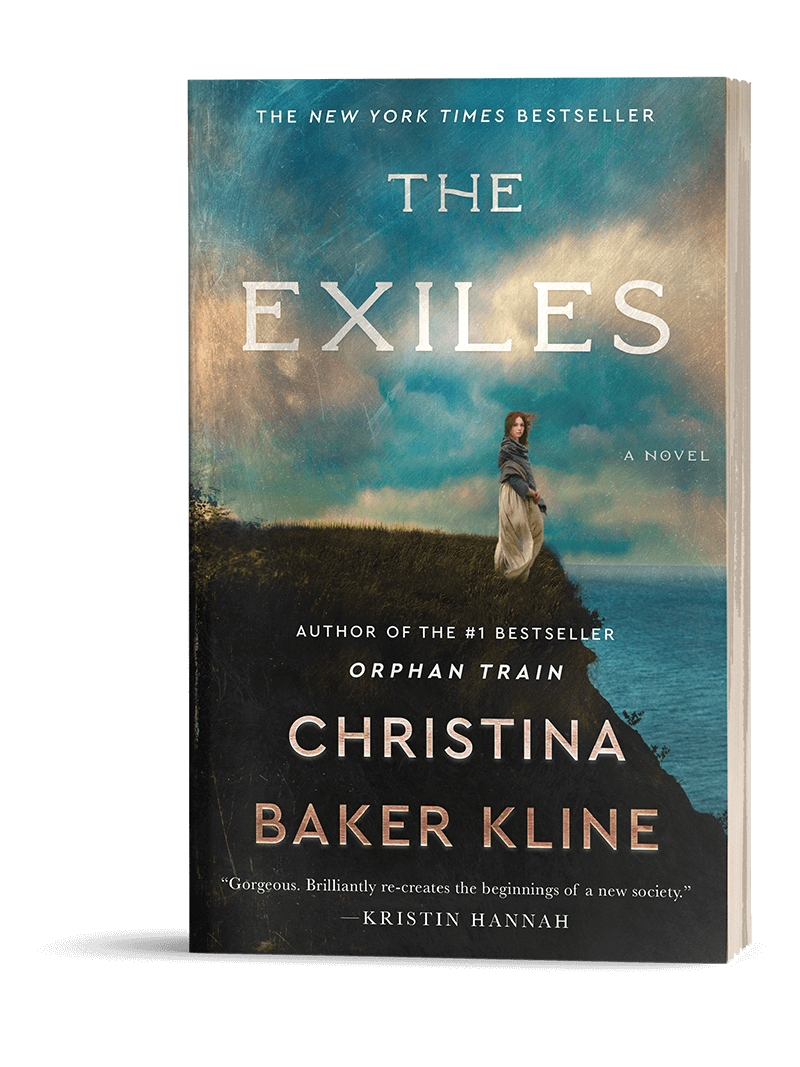 THE NEW YORK TIMES BESTSELLER
THE
EXILES
A NOVEL
AUTHOR OF THE #1 BESTSELLER
ORPHAN TRAIN
CHRISTINA
BAKER KLINE
“Gorgeous. Brilliantly re-creates the beginnings of a new society.”
—KRISTIN HANNAH